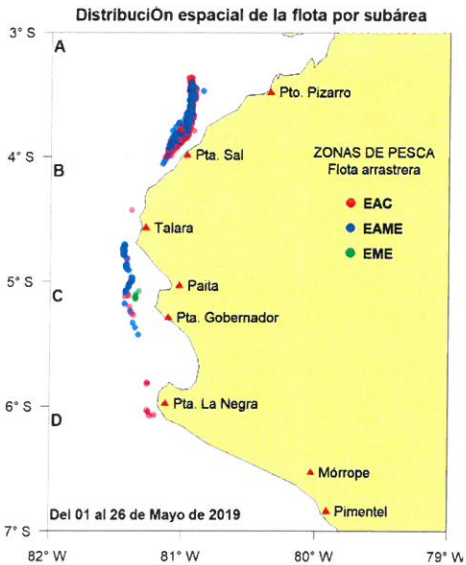 DistribuciÓn espacial de la flota por subárea
3° S
A
Pto. Pizarro
4° S
Pta. Sal
ZONAS DE PESCA
B
Flota arrastrera
EAC
Talara
EAME
EME
5° S
Paita
C
Pta. Gobernador
6° S
Pta. La Negra
D
Mórrope
Pimentel
Del 01 al 26 de Mayo de 2019
7° S
82° W 81° W 80° W 79° W